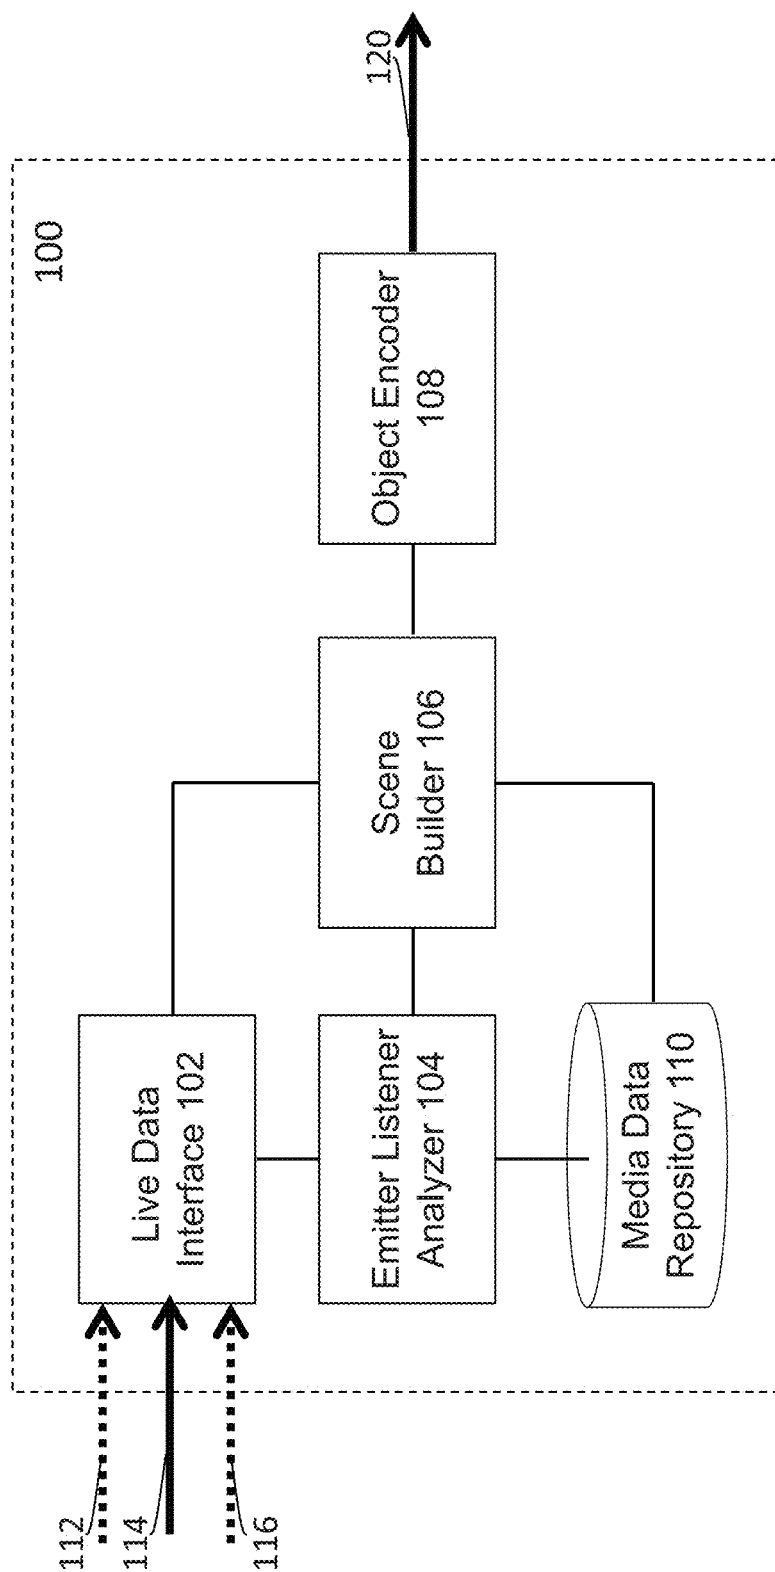 100
112
114
116
Live Data
Interface 102
Emitter Listener
Analyzer 104
Media Data
Repository 110
Scene
Builder 106
Object Encoder
108
120